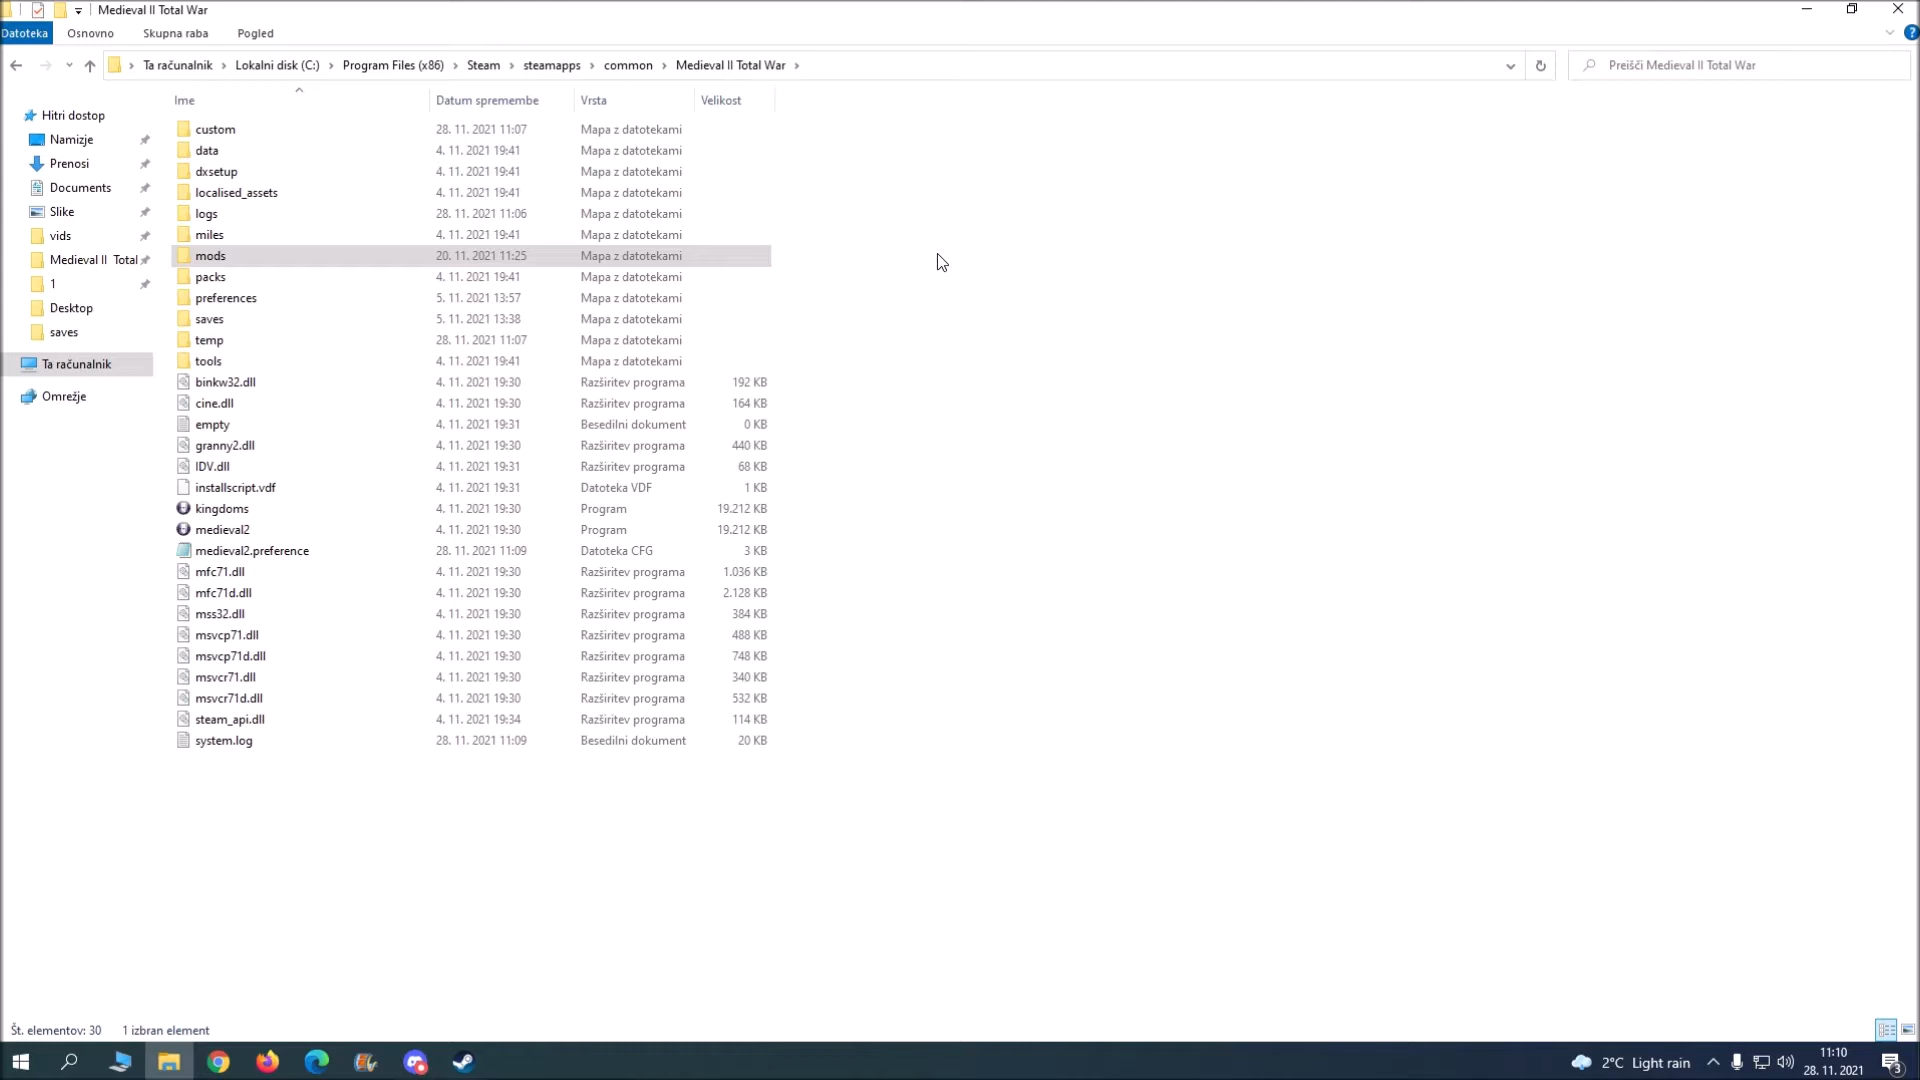 Medieval II Total War
Datoteka Osnovno Skupna raba Pogled
Ta računalnik Lokalni disk (C:) Program Files (x86) Steam steamapps common Medieval II Total War
Preišči Medieval II Total War
Hitri dostop
Namizje
Prenosi
Documents
Slike
vids
Medieval II Total
1
Desktop
saves
Ta računalnik
Omrežje
Ime Datum spremembe Vrsta Velikost
custom 28. 11. 2021 11:07 Mapa z datotekami
data 4. 11. 2021 19:41 Mapa z datotekami
dxsetup 4. 11. 2021 19:41 Mapa z datotekami
localised_assets 4. 11. 2021 19:41 Mapa z datotekami
logs 28. 11. 2021 11:06 Mapa z datotekami
miles 4. 11. 2021 19:41 Mapa z datotekami
mods 20. 11. 2021 11:25 Mapa z datotekami
packs 4. 11. 2021 19:41 Mapa z datotekami
preferences 5. 11. 2021 13:57 Mapa z datotekami
saves 5. 11. 2021 13:38 Mapa z datotekami
temp 28. 11. 2021 11:07 Mapa z datotekami
tools 4. 11. 2021 19:41 Mapa z datotekami
binkw32.dll 4. 11. 2021 19:30 Razširitev programa 192 KB
cine.dll 4. 11. 2021 19:30 Razširitev programa 164 KB
empty 4. 11. 2021 19:31 Besedilni dokument 0 KB
granny2.dll 4. 11. 2021 19:30 Razširitev programa 440 KB
IDV.dll 4. 11. 2021 19:31 Razširitev programa 68 KB
installscript.vdf 4. 11. 2021 19:31 Datoteka VDF 1 KB
kingdoms 4. 11. 2021 19:30 Program 19.212 KB
medieval2 4. 11. 2021 19:30 Program 19.212 KB
medieval2.preference 28. 11. 2021 11:09 Datoteka CFG 3 KB
mfc71.dll 4. 11. 2021 19:30 Razširitev programa 1.036 KB
mfc71d.dll 4. 11. 2021 19:30 Razširitev programa 2.128 KB
mss32.dll 4. 11. 2021 19:30 Razširitev programa 384 KB
msvcp71.dll 4. 11. 2021 19:30 Razširitev programa 488 KB
msvcp71d.dll 4. 11. 2021 19:30 Razširitev programa 748 KB
msvcr71.dll 4. 11. 2021 19:30 Razširitev programa 340 KB
msvcr71d.dll 4. 11. 2021 19:30 Razširitev programa 532 KB
steam_api.dll 4. 11. 2021 19:34 Razširitev programa 114 KB
system.log 28. 11. 2021 11:09 Besedilni dokument 20 KB
Št. elementov: 30 1 izbran element
2°C Light rain
11:10
28. 11. 2021
3